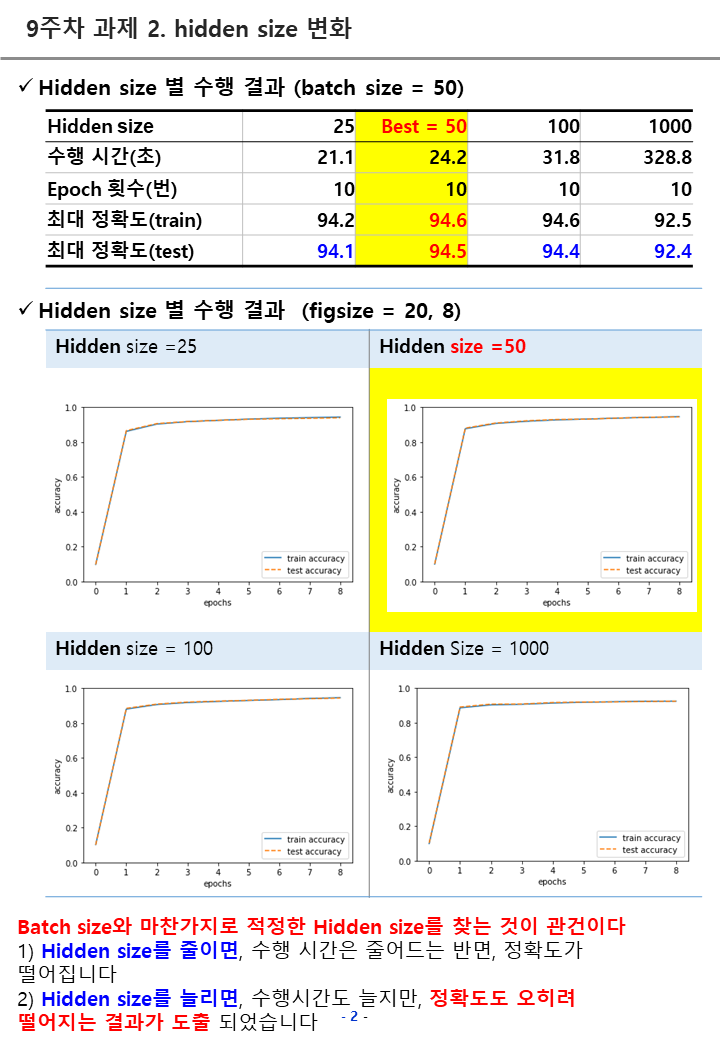 9주차 과제 2. hidden size 변화
✓ Hidden size 별 수행 결과 (batch size = 50)
Hidden size 25 Best = 50 100 1000
수행 시간(초) 21.1 24.2 31.8 328.8
Epoch 횟수(번) 10 10 10 10
최대 정확도(train) 94.2 94.6 94.6 92.5
최대 정확도(test) 94.1 94.5 94.4 92.4
✓ Hidden size 별 수행 결과 (figsize = 20, 8)
Hidden size =25
1.0
0.8
0.6
0.4
0.2
0.0
accuracy
train accuracy
test accuracy
0 1 2 3 4 5 6 7 8
epochs
Hidden size =50
1.0
0.8
0.6
0.4
0.2
0.0
accuracy
train accuracy
test accuracy
0 1 2 3 4 5 6 7 8
epochs
Hidden size = 100
1.0
0.8
0.6
0.4
0.2
0.0
accuracy
train accuracy
test accuracy
0 1 2 3 4 5 6 7 8
epochs
Hidden Size = 1000
1.0
0.8
0.6
0.4
0.2
0.0
accuracy
train accuracy
test accuracy
0 1 2 3 4 5 6 7 8
epochs
Batch size와 마찬가지로 적정한 Hidden size를 찾는 것이 관건이다
1) Hidden size를 줄이면, 수행 시간은 줄어드는 반면, 정확도가
떨어집니다
2) Hidden size를 늘리면, 수행시간도 늘지만, 정확도도 오히려
떨어지는 결과가 도출 되었습니다
- 2 -